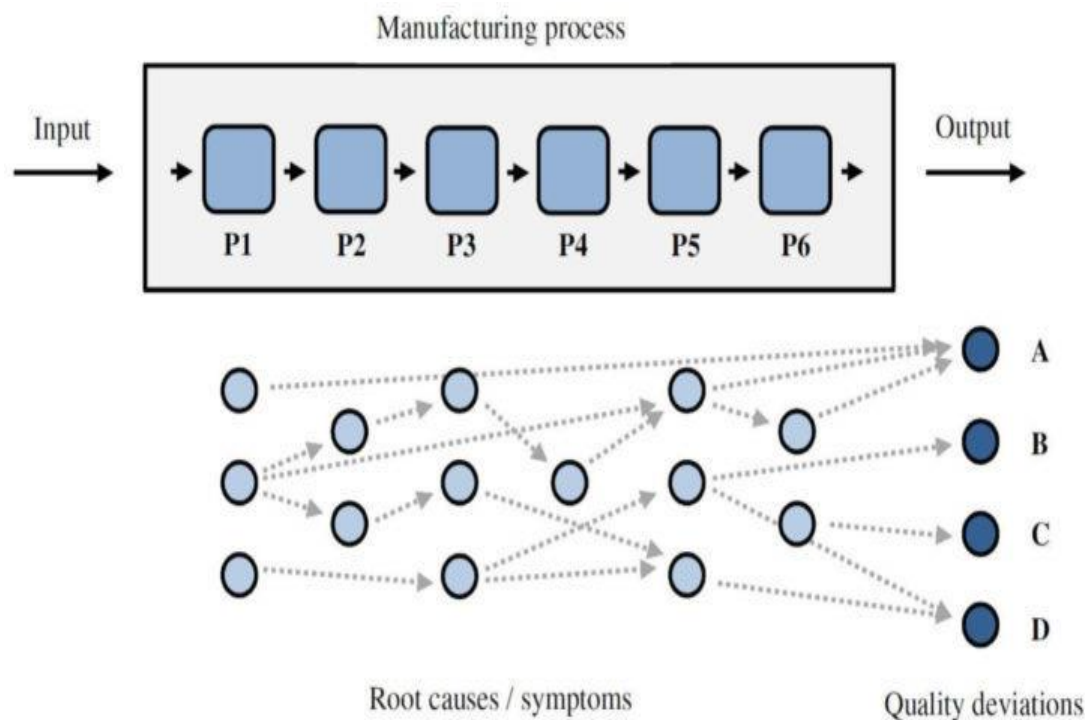 Manufacturing process
Input
Output
P1 P2 P3 P4 P5 P6
A
B
C
D
Root causes / symptoms
Quality deviations